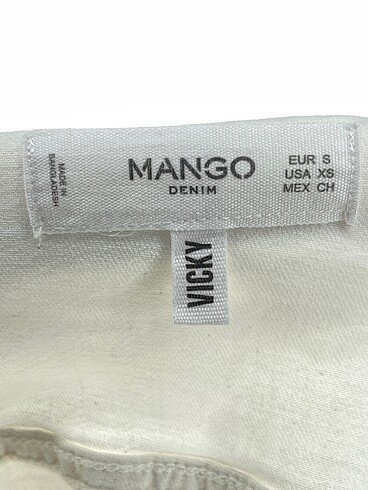 MADE IN
BANGLADESH
MANGO
DENIM
EUR S
USA XS
MEX CH
VICKY